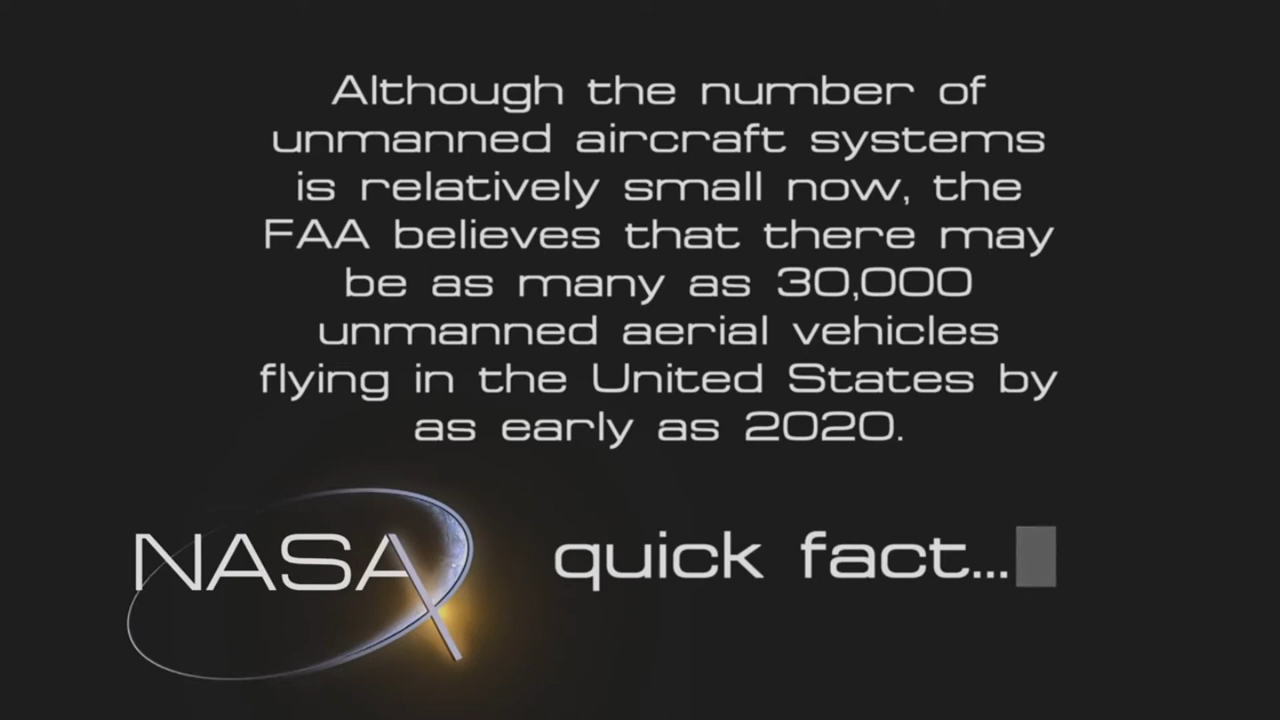 Although the number of
unmanned aircraft systems
is relatively small now, the
FAA believes that there may
be as many as 30,000
unmanned aerial vehicles
flying in the United States by
as early as 2020.
NASA quick fact...